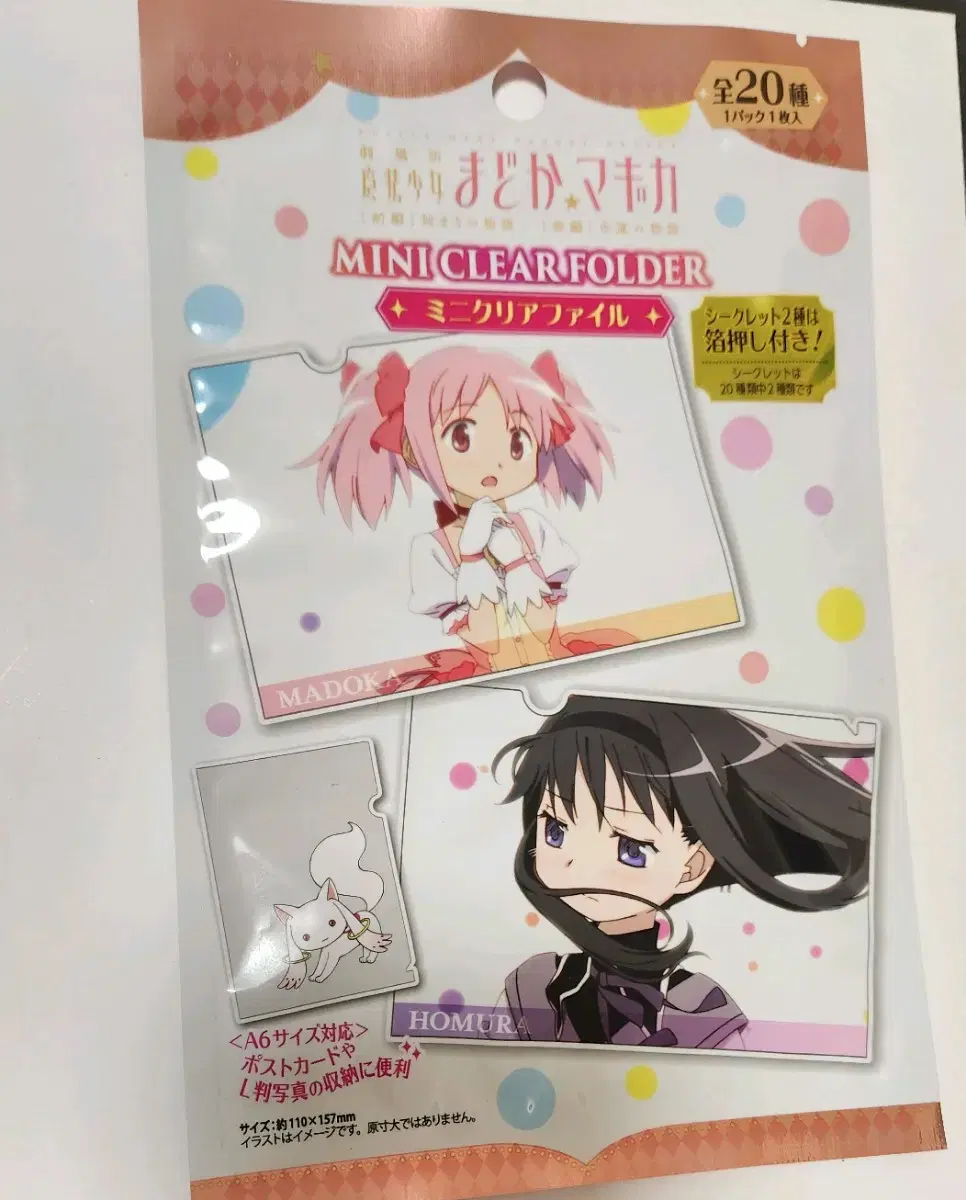 全20種
1パック1枚入
劇場版
魔法少女まどか★マギカ
[前編]始まりの物語 [後編]永遠の物語
MINI CLEAR FOLDER
ミニクリアファイル
シークレット2種は
箔押し付き!
シークレットは
20種類中2種類です
MADOKA
HOMURA
<A6サイズ対応>
ポストカードや
L判写真の収納に便利
サイズ:約110×157mm
イラストはイメージです。原寸大ではありません。